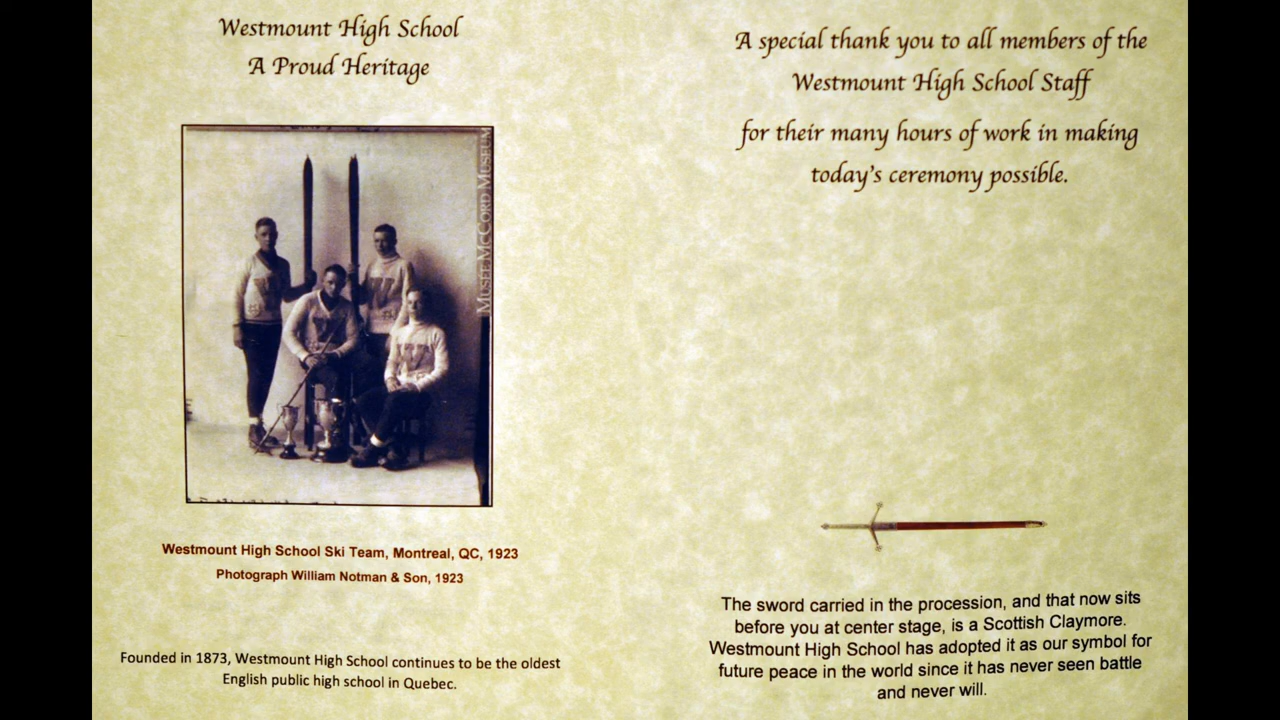 Westmount High School
A Proud Heritage
MUSÉE MCCORD MUSEUM
Westmount High School Ski Team, Montreal, QC, 1923
Photograph William Notman & Son, 1923
Founded in 1873, Westmount High School continues to be the oldest
English public high school in Quebec.
A special thank you to all members of the
Westmount High School Staff
for their many hours of work in making
today's ceremony possible.
The sword carried in the procession, and that now sits
before you at center stage, is a Scottish Claymore.
Westmount High School has adopted it as our symbol for
future peace in the world since it has never seen battle
and never will.